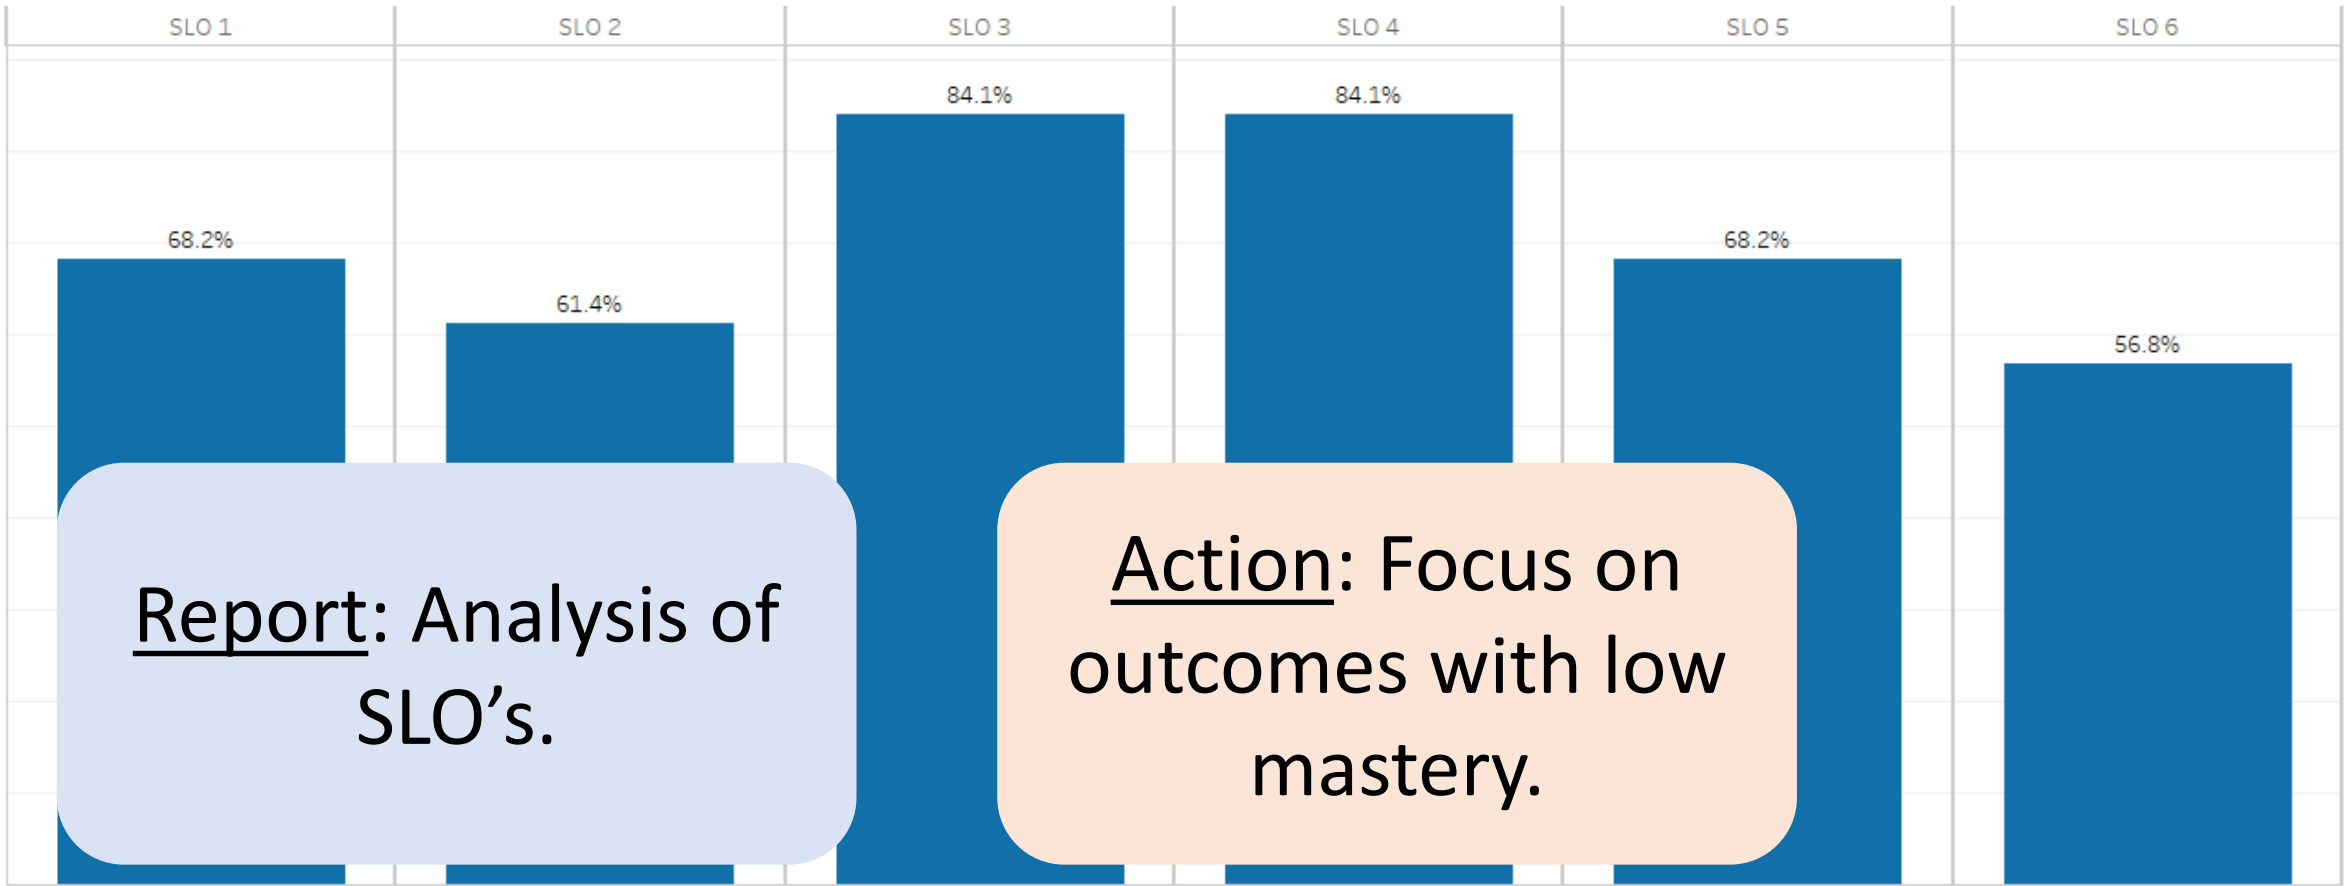 SLO 1 SLO 2 SLO 3 SLO 4 SLO 5 SLO 6
84.1% 84.1%
68.2% 68.2%
61.4%
56.8%
Report: Analysis of
SLO’s.
Action: Focus on
outcomes with low
mastery.